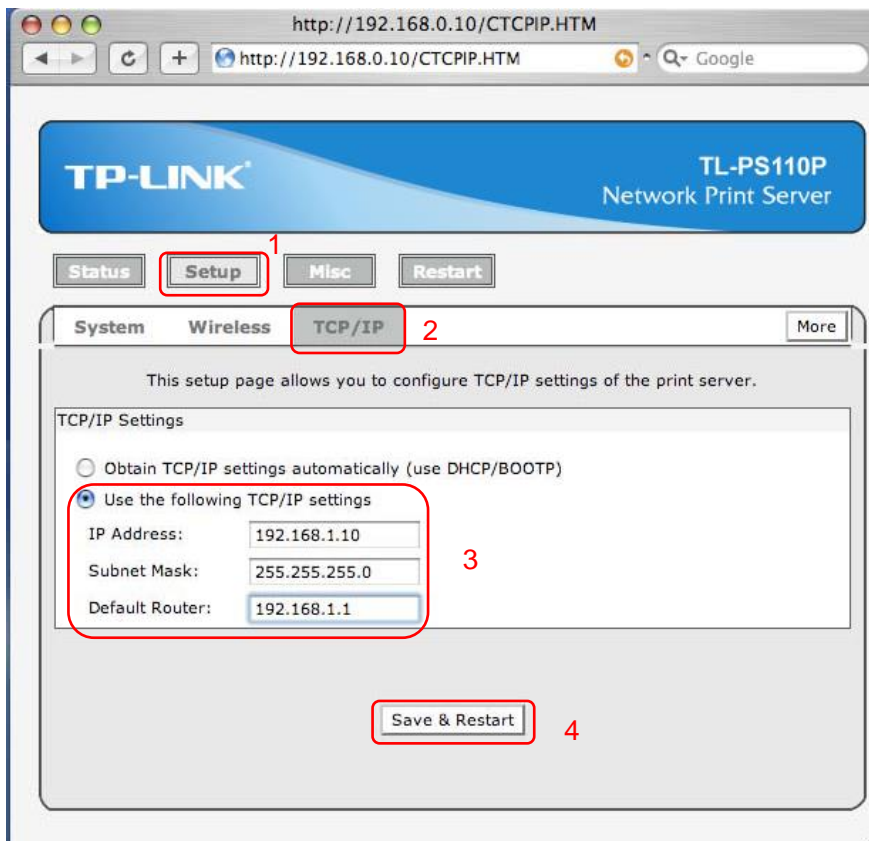 http://192.168.0.10/CTCPIP.HTM
http://192.168.0.10/CTCPIP.HTM Google
TP-LINK
TL-PS110P
Network Print Server
1
Status Setup Misc Restart
System Wireless TCP/IP 2 More
This setup page allows you to configure TCP/IP settings of the print server.
TCP/IP Settings
Obtain TCP/IP settings automatically (use DHCP/BOOTP)
Use the following TCP/IP settings
IP Address: 192.168.1.10
Subnet Mask: 255.255.255.0 3
Default Router: 192.168.1.1
Save & Restart 4